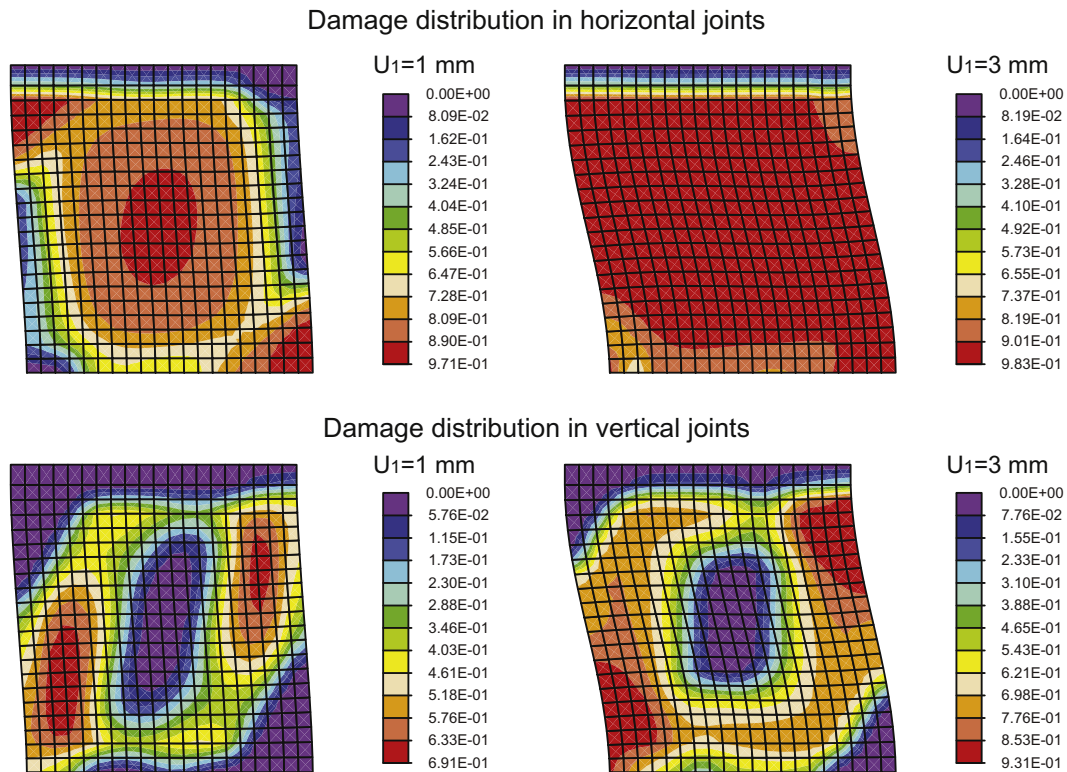 Damage distribution in horizontal joints
U1=1 mm
0.00E+00
8.09E-02
1.62E-01
2.43E-01
3.24E-01
4.04E-01
4.85E-01
5.66E-01
6.47E-01
7.28E-01
8.09E-01
8.90E-01
9.71E-01
U1=3 mm
0.00E+00
8.19E-02
1.64E-01
2.46E-01
3.28E-01
4.10E-01
4.92E-01
5.73E-01
6.55E-01
7.37E-01
8.19E-01
9.01E-01
9.83E-01
Damage distribution in vertical joints
U1=1 mm
0.00E+00
5.76E-02
1.15E-01
1.73E-01
2.30E-01
2.88E-01
3.46E-01
4.03E-01
4.61E-01
5.18E-01
5.76E-01
6.33E-01
6.91E-01
U1=3 mm
0.00E+00
7.76E-02
1.55E-01
2.33E-01
3.10E-01
3.88E-01
4.65E-01
5.43E-01
6.21E-01
6.98E-01
7.76E-01
8.53E-01
9.31E-01